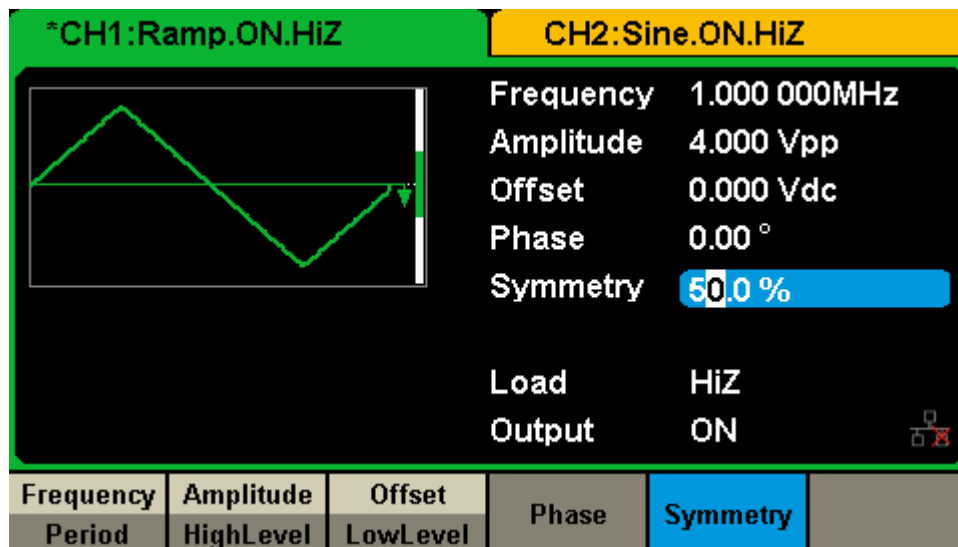 *CH1:Ramp.ON.HiZ CH2:Sine.ON.HiZ
Frequency 1.000 000MHz
Amplitude 4.000 Vpp
Offset 0.000 Vdc
Phase 0.00 °
Symmetry 50.0 %
Load HiZ
Output ON
Frequency Amplitude Offset Phase Symmetry
Period HighLevel LowLevel